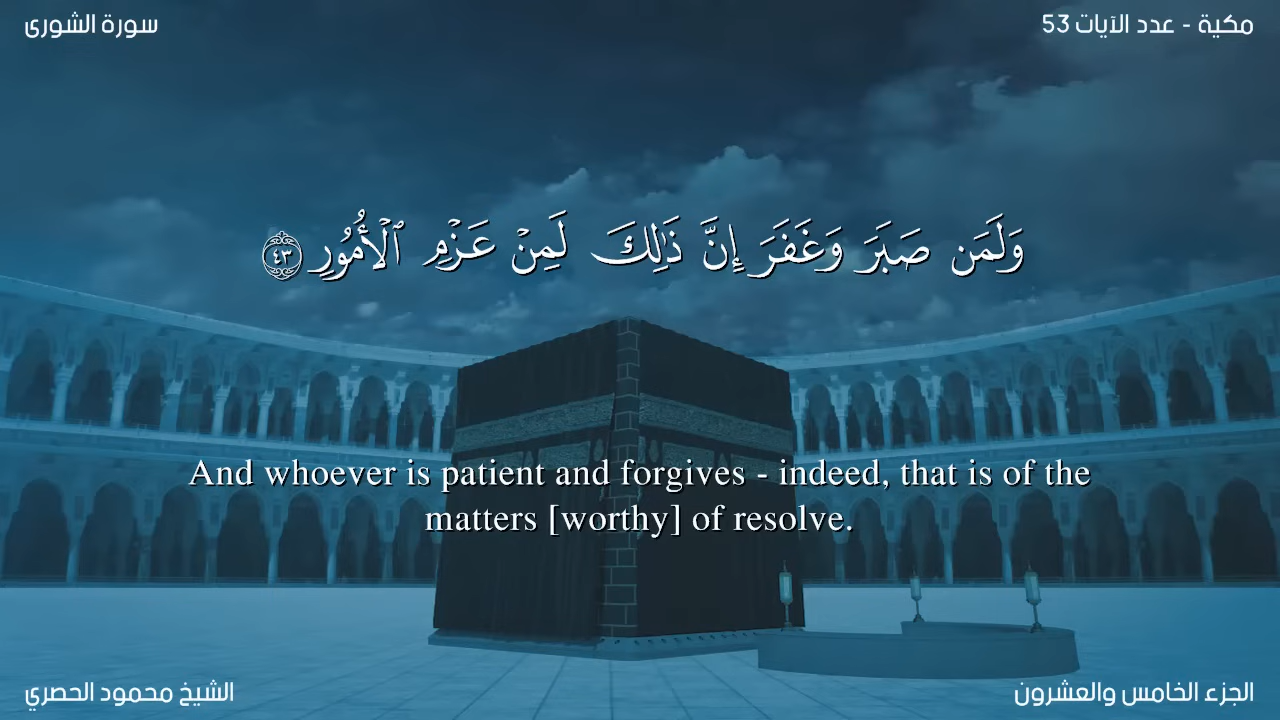 سورة الشورى
مكية - عدد الآيات 53
وَلَمَن صَبَرَ وَغَفَرَ إِنَّ ذَٰلِكَ لَمِنْ عَزْمِ ٱلْأُمُورِ ٤٣
And whoever is patient and forgives - indeed, that is of the
matters [worthy] of resolve.
الشيخ محمود الحصري
الجزء الخامس والعشرون